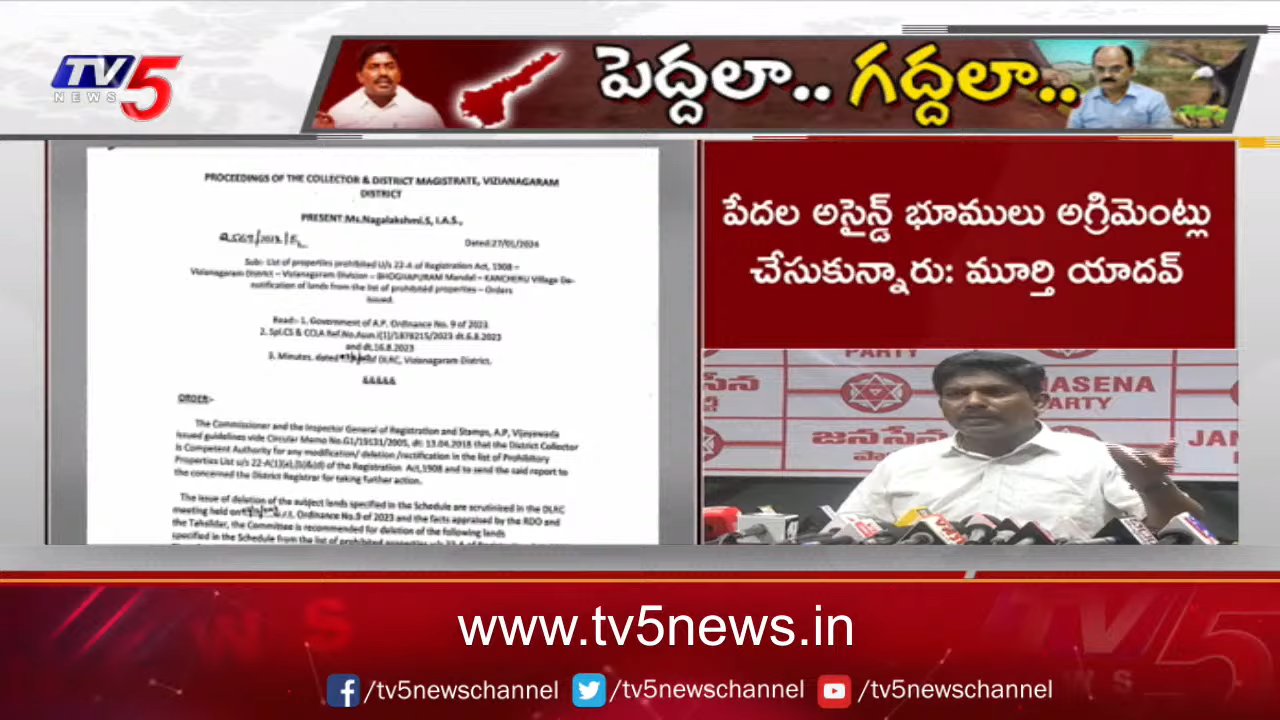 TV5
NEWS
పెద్దలా.. గద్దలా..
PROCEEDINGS OF THE COLLECTOR & DISTRICT MAGISTRATE, VIZIANAGARAM
DISTRICT
PRESENT:Ms.Nagalakshmi.S, I.A.S.,
Dated:27/01/2024
Sub:- List of properties prohibited U/s 22-A of Registration Act, 1908 –
Vizianagaram District – Vizianagaram Division – BHOGHAPURAM Mandal – KANCHERU Village De-
notification of lands from the list of prohibited properties – Orders
Issued.
Read:- 1. Government of A.P. Ordinance No. 9 of 2023
2. Spl.CS & CCLA Ref.No.Assn.I(1)/1878215/2023 dt.6.8.2023
and dt.16.8.2023
3. Minutes. dated of DLRC, Vizianagaram District.
&&&&&
ORDER:-
The Commissioner and the Inspector General of Registration and Stamps, A.P, Vijayawada
issued guidelines vide Circular Memo No.G1/19131/2005, dt: 13.04.2018 that the District Collector
is Competent Authority for any modification/ deletion /rectification in the list of Prohibitory
Properties List u/s 22-A(1)(a),(b)&(d) of the Registration Act,1908 and to send the said report to
the concerned the District Registrar for taking further action.
The issue of deletion of the subject lands specified in the Schedule are scrutinised in the DLRC
meeting held on w.r.t. Ordinance No.9 of 2023 and the facts appraised by the RDO and
the Tahsildar, the Committee is recommended for deletion of the following lands
specified in the Schedule from the list of prohibited properties
పేదల అసైన్డ్ భూములు అగ్రిమెంట్లు
చేసుకున్నారు: మూర్తి యాదవ్
PARTY
జనసేన
JANASENA
PARTY
జనసేన
JAN
www.tv5news.in
/tv5newschannel /tv5newschannel /tv5newschannel